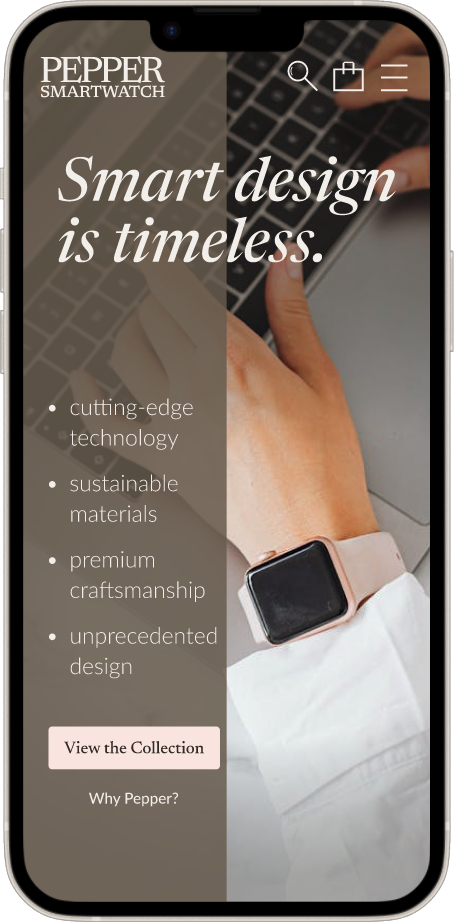 PEPPER
SMARTWATCH
Smart design
is timeless.
• cutting-edge
technology
• sustainable
materials
• premium
craftsmanship
• unprecedented
design
View the Collection
Why Pepper?